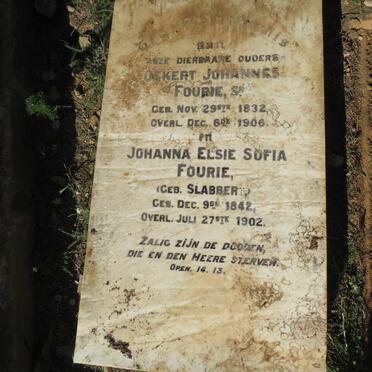 AAN
ONZE DIERBARE OUDERS
OCKERT JOHANNES
FOURIE, SR
GEB. NOV. 29STE 1832,
OVERL. DEC. 6DE 1906.
EN
JOHANNA ELSIE SOFIA
FOURIE,
(GEB. SLABBERT,)
GEB. DEC. 9DE 1842,
OVERL. JULI 27STE 1902.
ZALIG ZIJN DE DOODEN,
DIE EN DEN HEERE STERVEN.
OPEN. 14. 13.